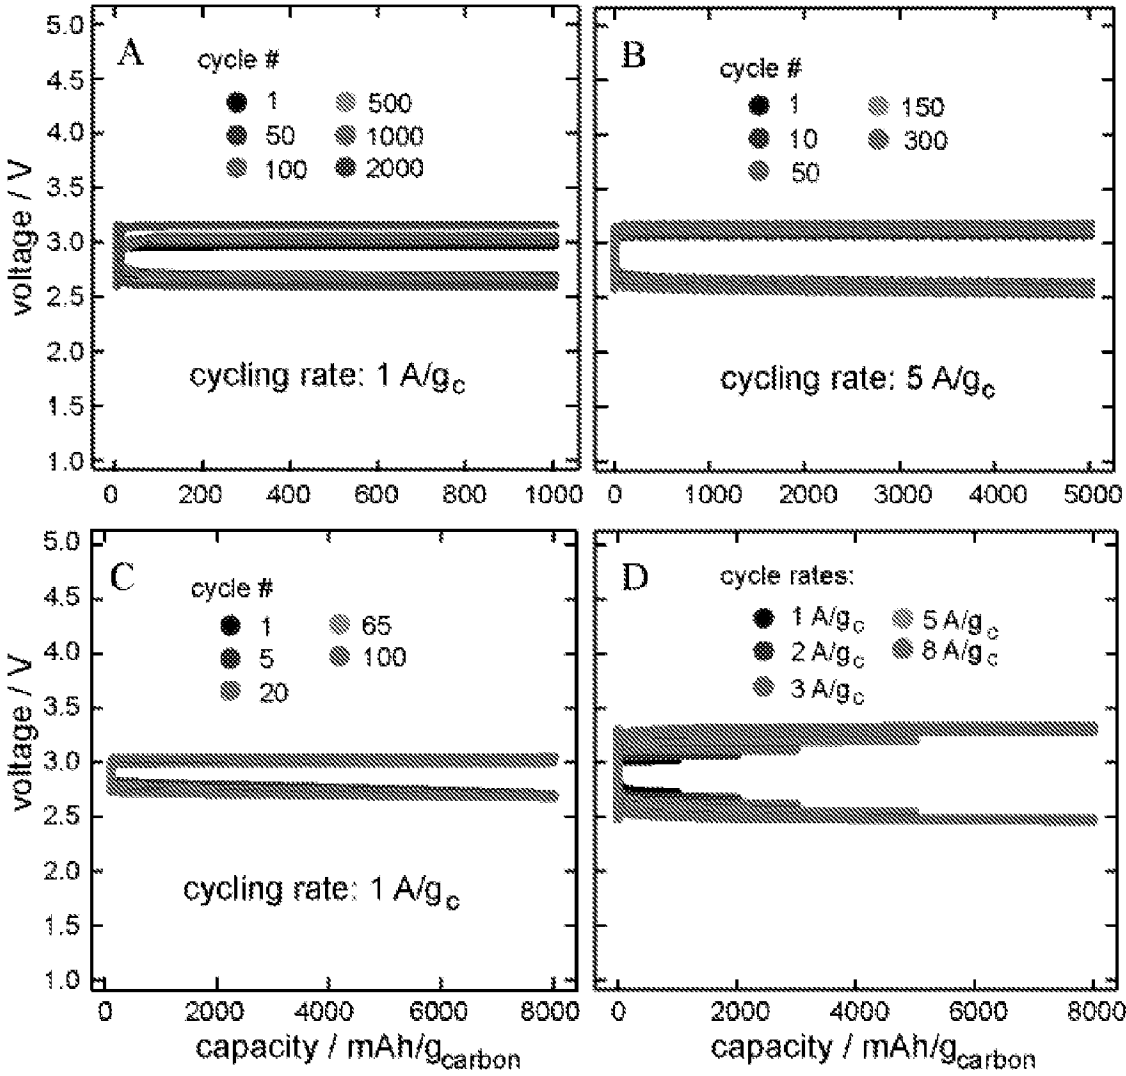 A
cycle #
1
50
100
500
1000
2000
5.0
4.5
4.0
3.5
3.0
2.5
2.0
1.5
1.0
voltage / V
cycling rate: 1 A/gc
0 200 400 600 800 1000
B
cycle #
1
10
50
150
300
cycling rate: 5 A/gc
0 1000 2000 3000 4000 5000
C
cycle #
1
5
20
65
100
5.0
4.5
4.0
3.5
3.0
2.5
2.0
1.5
1.0
voltage / V
cycling rate: 1 A/gc
0 2000 4000 6000 8000
capacity / mAh/gcarbon
D
cycle rates:
1 A/gc
2 A/gc
3 A/gc
5 A/gc
8 A/gc
0 2000 4000 6000 8000
capacity / mAh/gcarbon